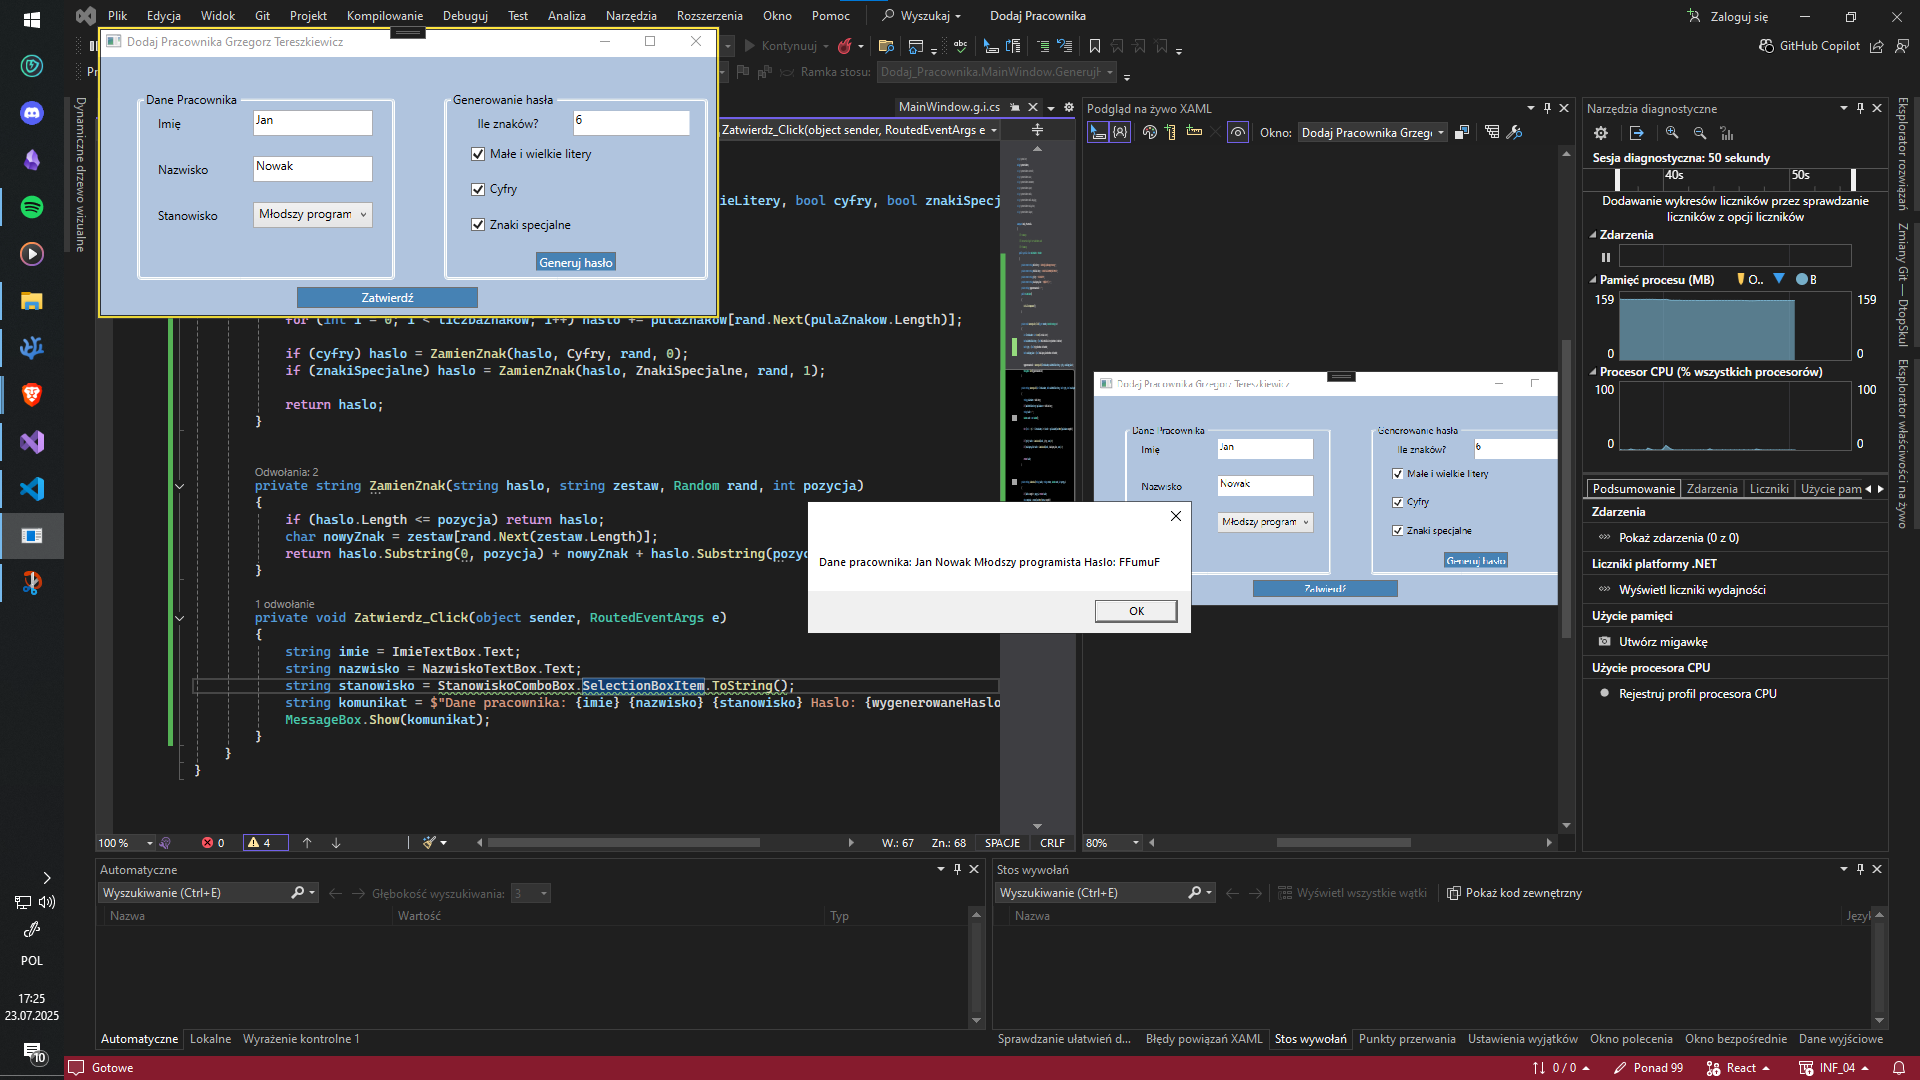 Plik Edycja Widok Git Projekt Kompilowanie Debuguj Test Analiza Narzędzia Rozszerzenia Okno Pomoc Wyszukaj Dodaj Pracownika Zaloguj się
Kontynuuj GitHub Copilot
Ramka stosu: Dodaj_Pracownika.MainWindow.GenerujH
Dynamiczne drzewo wizualne
Dodaj Pracownika Grzegorz Tereszkiewicz
Dane Pracownika
Imię Jan
Nazwisko Nowak
Stanowisko Młodszy program
Generowanie hasła
Ile znaków? 6
Małe i wielkie litery
Cyfry
Znaki specjalne
Generuj hasło
Zatwierdź
MainWindow.g.i.cs
Zatwierdz_Click(object sender, RoutedEventArgs e
ieLitery, bool cyfry, bool znakiSpecj
for (int i = 0; i < liczbaZnakow; i++) haslo += pulaZnakow[rand.Next(pulaZnakow.Length)];
if (cyfry) haslo = ZamienZnak(haslo, Cyfry, rand, 0);
if (znakiSpecjalne) haslo = ZamienZnak(haslo, ZnakiSpecjalne, rand, 1);
return haslo;
}
Odwołania: 2
private string ZamienZnak(string haslo, string zestaw, Random rand, int pozycja)
{
if (haslo.Length <= pozycja) return haslo;
char nowyZnak = zestaw[rand.Next(zestaw.Length)];
return haslo.Substring(0, pozycja) + nowyZnak + haslo.Substring(pozyc
}
1 odwołanie
private void Zatwierdz_Click(object sender, RoutedEventArgs e)
{
string imie = ImieTextBox.Text;
string nazwisko = NazwiskoTextBox.Text;
string stanowisko = StanowiskoComboBox.SelectionBoxItem.ToString();
string komunikat = $"Dane pracownika: {imie} {nazwisko} {stanowisko} Haslo: {wygenerowaneHaslo
MessageBox.Show(komunikat);
}
}
}
100 % 0 4 W.: 67 Zn.: 68 SPACJE CRLF
Dane pracownika: Jan Nowak Młodszy programista Haslo: FFumuF
OK
Podgląd na żywo XAML
Okno: Dodaj Pracownika Grzego
Dodaj Pracownika Grzegorz Tereszkiewicz
Dane Pracownika
Imię Jan
Nazwisko Nowak
Młodszy program
Generowanie hasła
Ile znaków? 6
Małe i wielkie litery
Cyfry
Znaki specjalne
Generuj hasło
Zatwierdź
80%
Narzędzia diagnostyczne
Sesja diagnostyczna: 50 sekundy
40s 50s
Dodawanie wykresów liczników przez sprawdzanie
liczników z opcji liczników
Zdarzenia
Pamięć procesu (MB) O.. B
159 159
0 0
Procesor CPU (% wszystkich procesorów)
100 100
0 0
Podsumowanie Zdarzenia Liczniki Użycie pam
Zdarzenia
Pokaż zdarzenia (0 z 0)
Liczniki platformy .NET
Wyświetl liczniki wydajności
Użycie pamięci
Utwórz migawkę
Użycie procesora CPU
Rejestruj profil procesora CPU
Eksplorator rozwiązań
Zmiany Git — DtopSkul
Eksplorator właściwości na żywo
Automatyczne
Wyszukiwanie (Ctrl+E) Głębokość wyszukiwania: 3
Nazwa Wartość Typ
Automatyczne Lokalne Wyrażenie kontrolne 1
Stos wywołań
Wyszukiwanie (Ctrl+E) Wyświetl wszystkie wątki Pokaż kod zewnętrzny
Nazwa Język
Sprawdzanie ułatwień d... Błędy powiązań XAML Stos wywołań Punkty przerwania Ustawienia wyjątków Okno polecenia Okno bezpośrednie Dane wyjściowe
POL
17:25
23.07.2025
10
Gotowe 0 / 0 Ponad 99 React INF_04